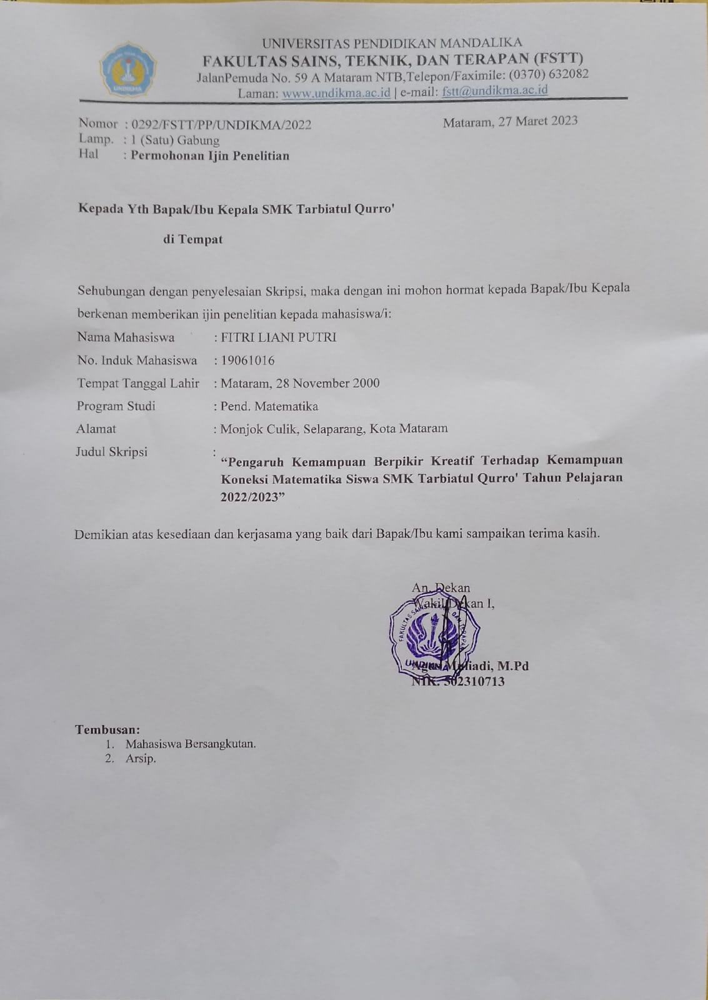 UNIVERSITAS PENDIDIKAN MANDALIKA
FAKULTAS SAINS, TEKNIK, DAN TERAPAN (FSTT)
JalanPemuda No. 59 A Mataram NTB,Telepon/Faximile: (0370) 632082
Laman: www.undikma.ac.id | e-mail: fstt@undikma.ac.id
UNDIKMA
Nomor : 0292/FSTT/PP/UNDIKMA/2022 Mataram, 27 Maret 2023
Lamp. : 1 (Satu) Gabung
Hal : Permohonan Ijin Penelitian
Kepada Yth Bapak/Ibu Kepala SMK Tarbiatul Qurro'
di Tempat
Sehubungan dengan penyelesaian Skripsi, maka dengan ini mohon hormat kepada Bapak/Ibu Kepala
berkenan memberikan ijin penelitian kepada mahasiswa/i:
Nama Mahasiswa : FITRI LIANI PUTRI
No. Induk Mahasiswa : 19061016
Tempat Tanggal Lahir : Mataram, 28 November 2000
Program Studi : Pend. Matematika
Alamat : Monjok Culik, Selaparang, Kota Mataram
Judul Skripsi :
“Pengaruh Kemampuan Berpikir Kreatif Terhadap Kemampuan
Koneksi Matematika Siswa SMK Tarbiatul Qurro' Tahun Pelajaran
2022/2023”
Demikian atas kesediaan dan kerjasama yang baik dari Bapak/Ibu kami sampaikan terima kasih.
An. Dekan
Wakil Dekan I,
FAKULTAS SAINS, TEKNIK, DAN TERAPAN
UNDIKMA
Muliadi, M.Pd
NIK. 502310713
Tembusan:
1. Mahasiswa Bersangkutan.
2. Arsip.